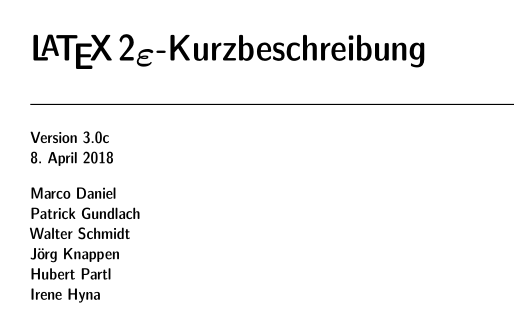 LATEX 2ε-Kurzbeschreibung
Version 3.0c
8. April 2018
Marco Daniel
Patrick Gundlach
Walter Schmidt
Jörg Knappen
Hubert Partl
Irene Hyna